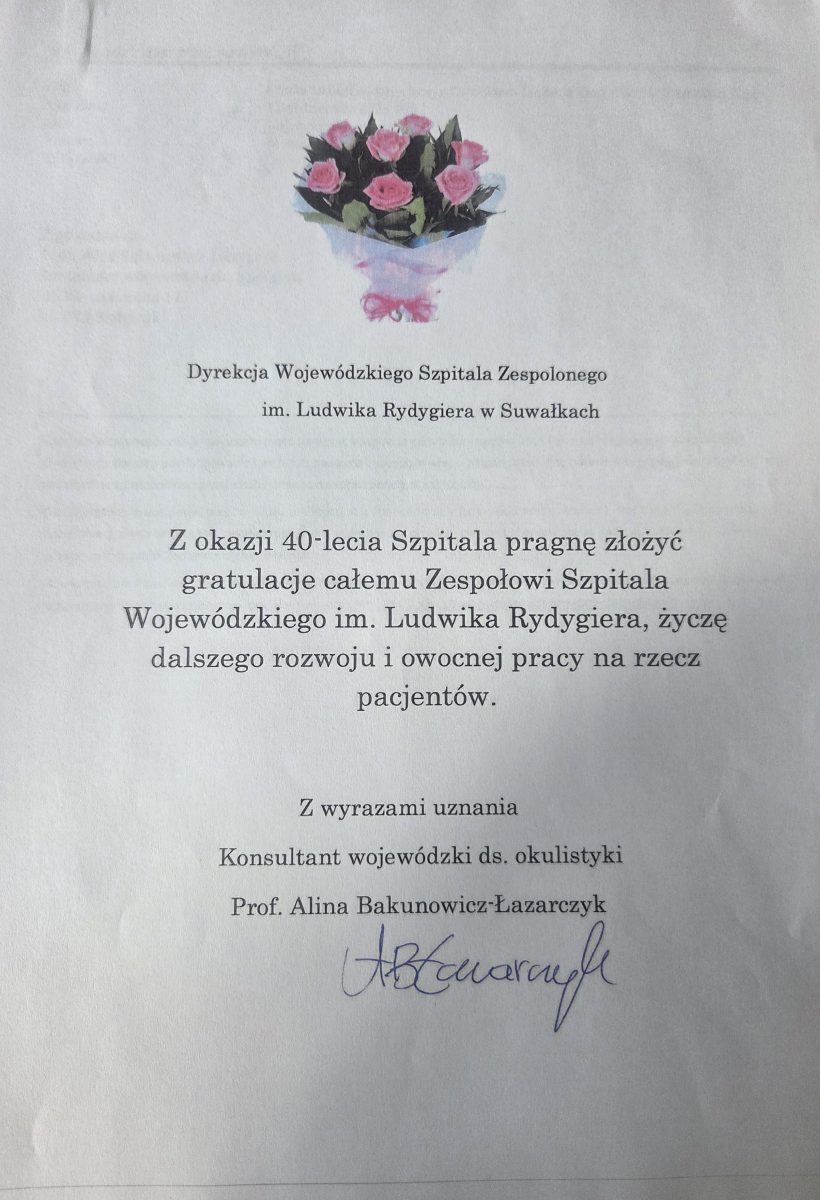 Dyrekcja Wojewódzkiego Szpitala Zespolonego
im. Ludwika Rydygiera w Suwałkach
Z okazji 40-lecia Szpitala pragnę złożyć
gratulacje całemu Zespołowi Szpitala
Wojewódzkiego im. Ludwika Rydygiera, życzę
dalszego rozwoju i owocnej pracy na rzecz
pacjentów.
Z wyrazami uznania
Konsultant wojewódzki ds. okulistyki
Prof. Alina Bakunowicz-Łazarczyk
ABŁazarczyk